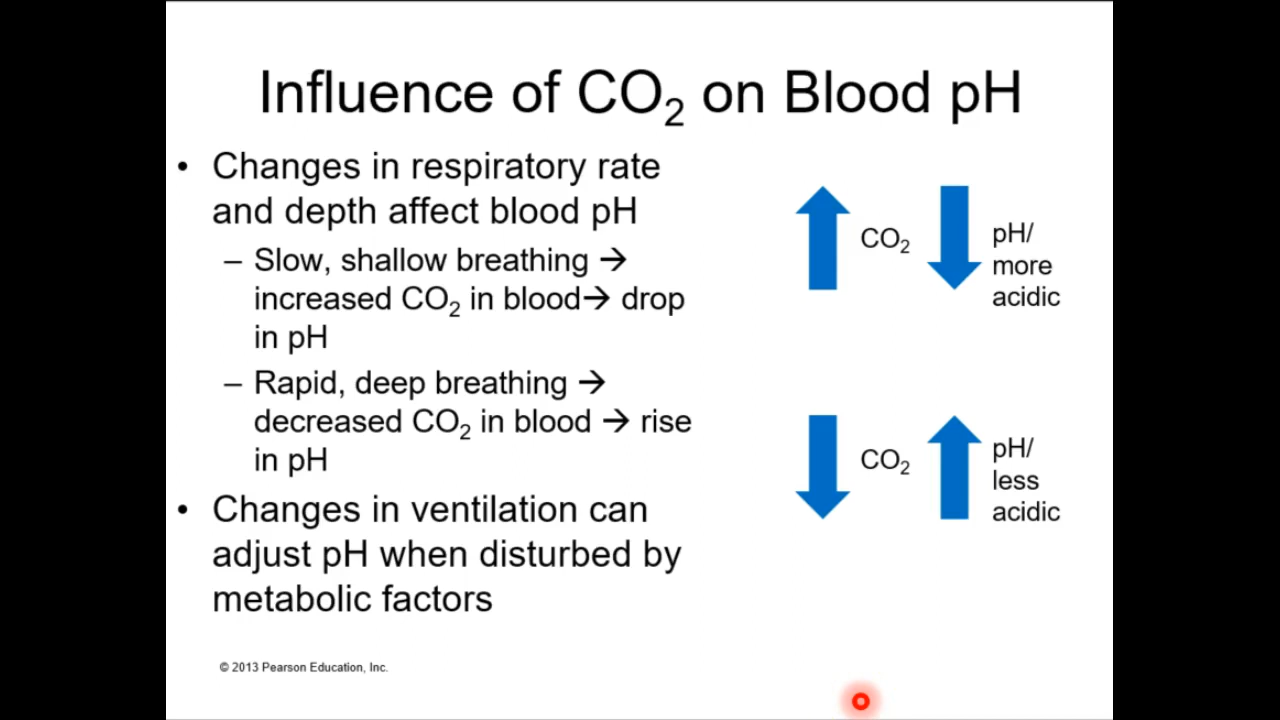 Influence of CO₂ on Blood pH
• Changes in respiratory rate
and depth affect blood pH
– Slow, shallow breathing →
increased CO₂ in blood→ drop
in pH
– Rapid, deep breathing →
decreased CO₂ in blood → rise
in pH
• Changes in ventilation can
adjust pH when disturbed by
metabolic factors
CO₂
pH/
more
acidic
CO₂
pH/
less
acidic
© 2013 Pearson Education, Inc.